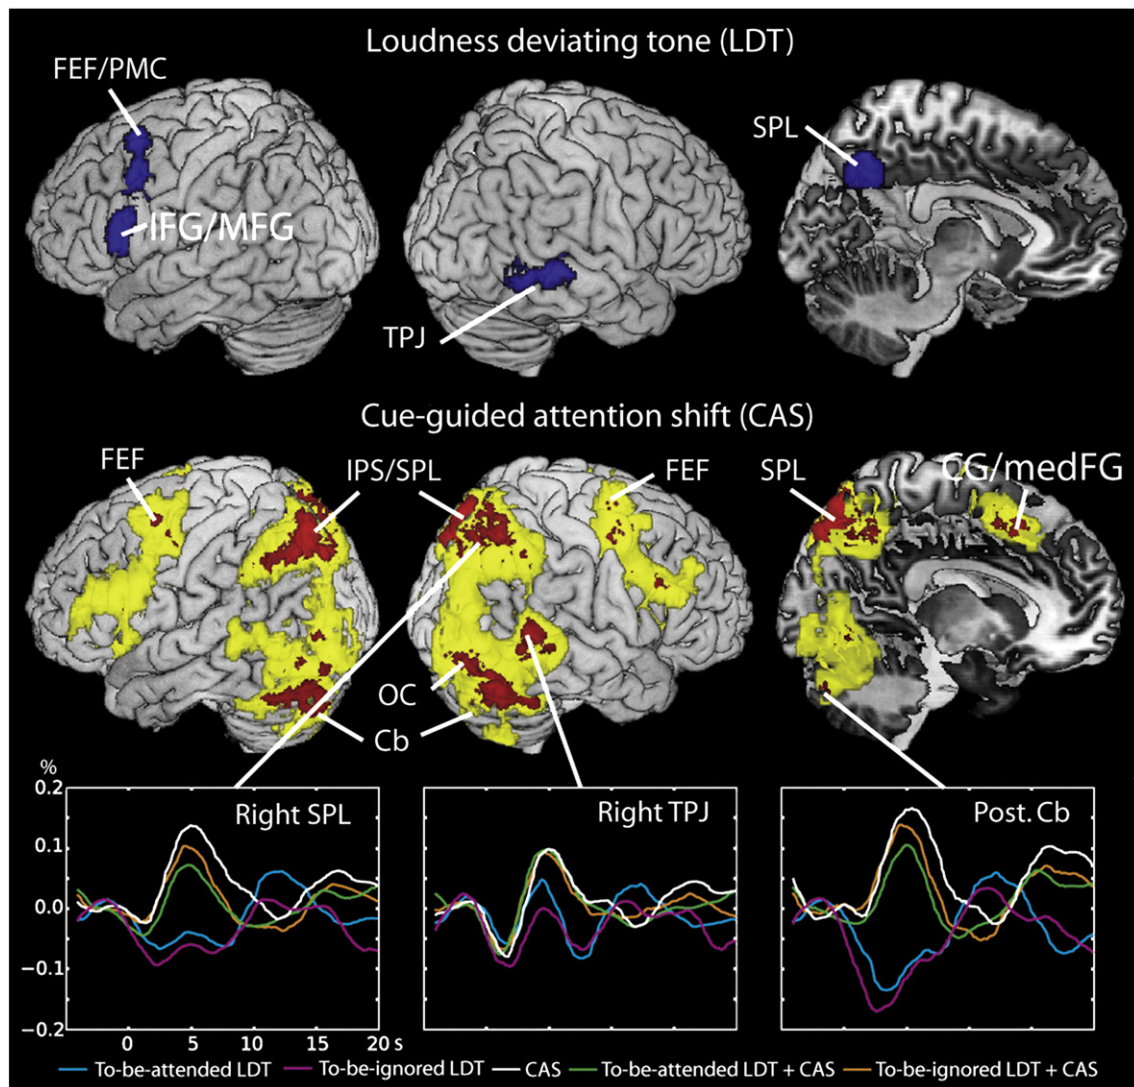 Loudness deviating tone (LDT)
FEF/PMC
SPL
IFG/MFG
TPJ
Cue-guided attention shift (CAS)
FEF
IPS/SPL
FEF
SPL
CG/medFG
OC
Cb
%
0.2
0.1
0.0
−0.1
−0.2
Right SPL
Right TPJ
Post. Cb
0 5 10 15 20 s
To-be-attended LDT To-be-ignored LDT CAS To-be-attended LDT + CAS To-be-ignored LDT + CAS